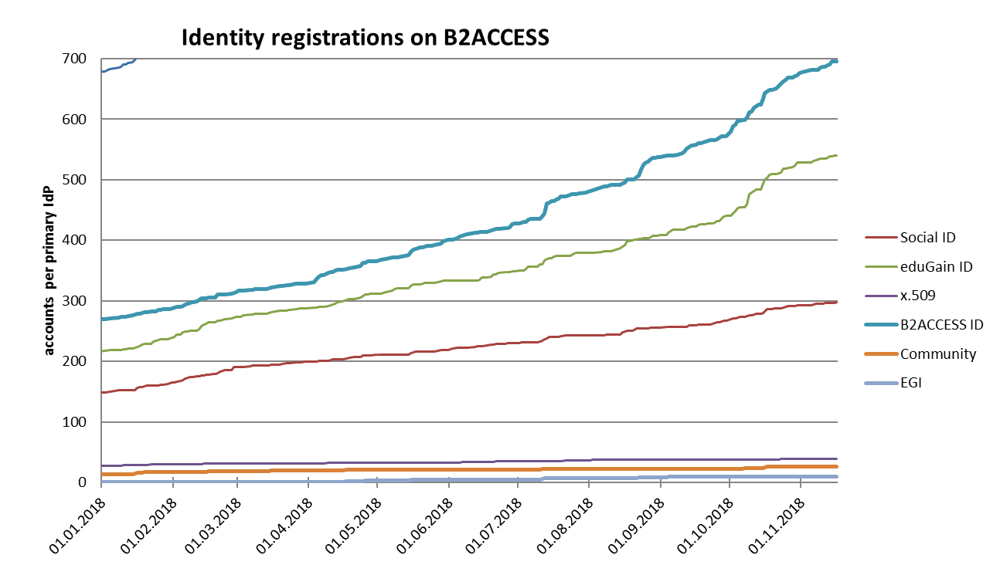 Identity registrations on B2ACCESS
accounts per primary IdP
700
600
500
400
300
200
100
0
01.01.2018
01.02.2018
01.03.2018
01.04.2018
01.05.2018
01.06.2018
01.07.2018
01.08.2018
01.09.2018
01.10.2018
01.11.2018
Social ID
eduGain ID
x.509
B2ACCESS ID
Community
EGI